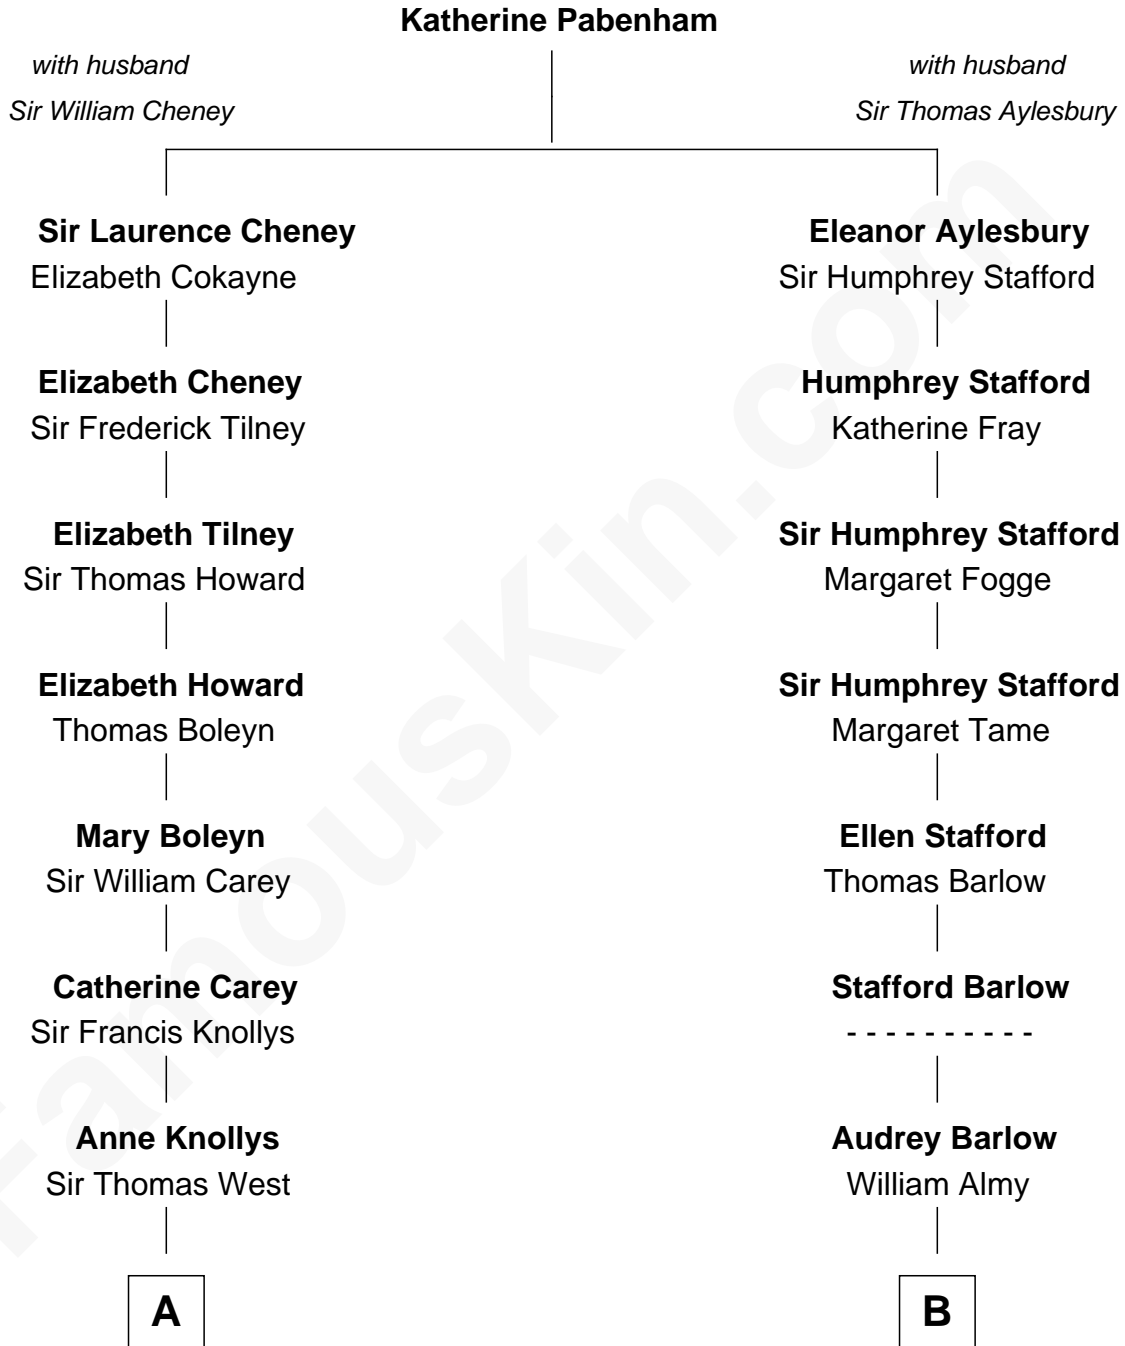 Katherine Pabenham
with husband
Sir William Cheney
with husband
Sir Thomas Aylesbury
Sir Laurence Cheney
Elizabeth Cokayne
Eleanor Aylesbury
Sir Humphrey Stafford
Elizabeth Cheney
Sir Frederick Tilney
Humphrey Stafford
Katherine Fray
Elizabeth Tilney
Sir Thomas Howard
Sir Humphrey Stafford
Margaret Fogge
Elizabeth Howard
Thomas Boleyn
Sir Humphrey Stafford
Margaret Tame
Mary Boleyn
Sir William Carey
Ellen Stafford
Thomas Barlow
Catherine Carey
Sir Francis Knollys
Stafford Barlow
- - - - - - - - - -
Anne Knollys
Sir Thomas West
Audrey Barlow
William Almy
A
B
FamousKin.com